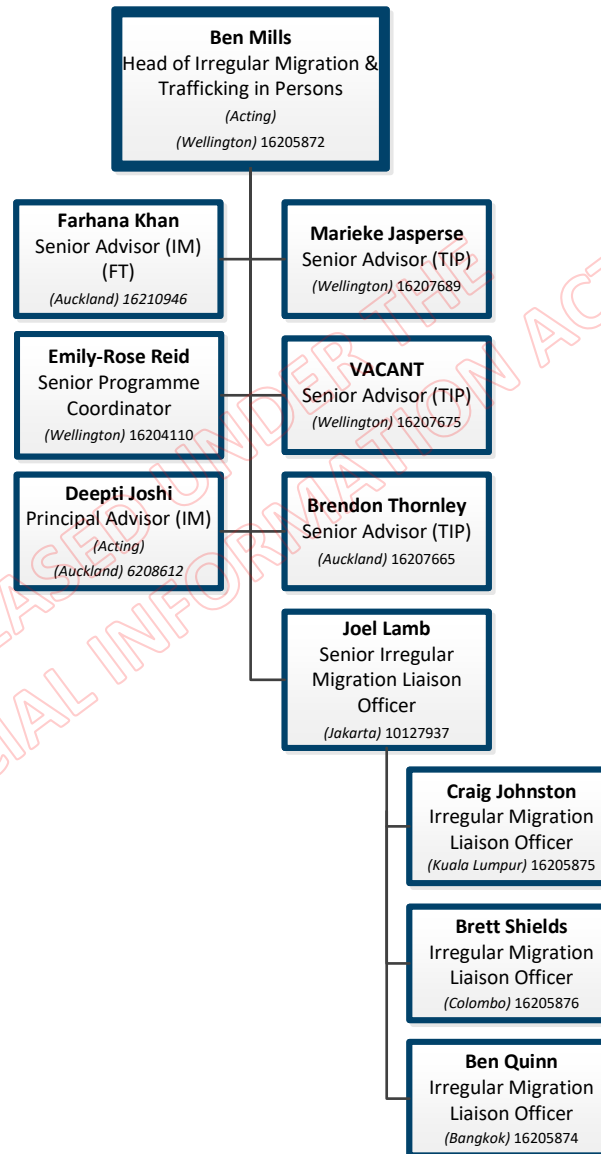 Ben Mills
Head of Irregular Migration &
Trafficking in Persons
(Acting)
(Wellington) 16205872
Farhana Khan
Senior Advisor (IM)
(FT)
(Auckland) 16210946
Marieke Jasperse
Senior Advisor (TIP)
(Wellington) 16207689
Emily-Rose Reid
Senior Programme
Coordinator
(Wellington) 16204110
VACANT
Senior Advisor (TIP)
(Wellington) 16207675
Deepti Joshi
Principal Advisor (IM)
(Acting)
(Auckland) 6208612
Brendon Thornley
Senior Advisor (TIP)
(Auckland) 16207665
Joel Lamb
Senior Irregular
Migration Liaison
Officer
(Jakarta) 10127937
Craig Johnston
Irregular Migration
Liaison Officer
(Kuala Lumpur) 16205875
Brett Shields
Irregular Migration
Liaison Officer
(Colombo) 16205876
Ben Quinn
Irregular Migration
Liaison Officer
(Bangkok) 16205874
UNDER THE
INFORMATION ACT